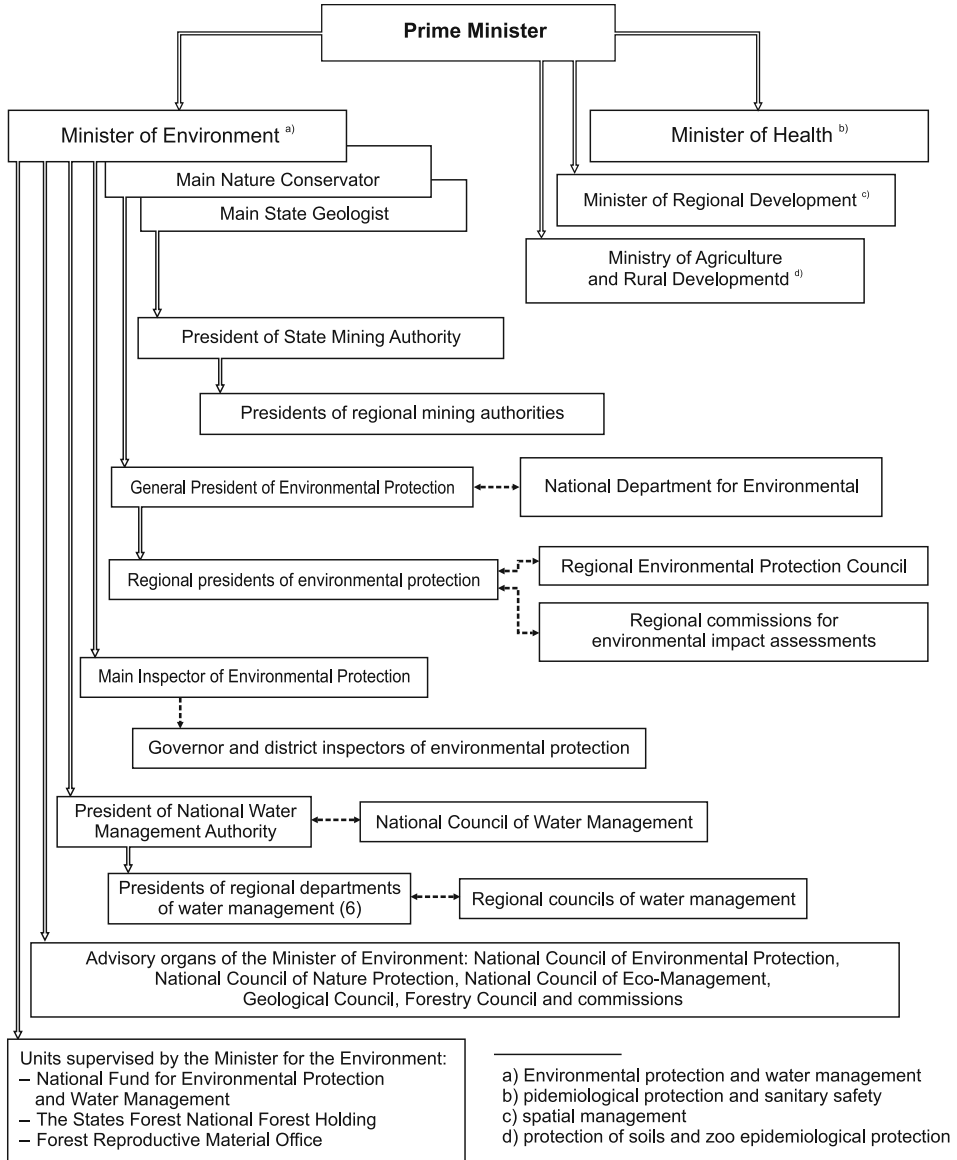 Prime Minister
Minister of Environment a)
Main Nature Conservator
Main State Geologist
Minister of Health b)
Minister of Regional Development c)
Ministry of Agriculture
and Rural Developmentd d)
President of State Mining Authority
Presidents of regional mining authorities
General President of Environmental Protection
National Department for Environmental
Regional presidents of environmental protection
Regional Environmental Protection Council
Regional commissions for
environmental impact assessments
Main Inspector of Environmental Protection
Governor and district inspectors of environmental protection
President of National Water
Management Authority
National Council of Water Management
Presidents of regional departments
of water management (6)
Regional councils of water management
Advisory organs of the Minister of Environment: National Council of Environmental Protection,
National Council of Nature Protection, National Council of Eco-Management,
Geological Council, Forestry Council and commissions
Units supervised by the Minister for the Environment:
– National Fund for Environmental Protection
and Water Management
– The States Forest National Forest Holding
– Forest Reproductive Material Office
a) Environmental protection and water management
b) pidemiological protection and sanitary safety
c) spatial management
d) protection of soils and zoo epidemiological protection